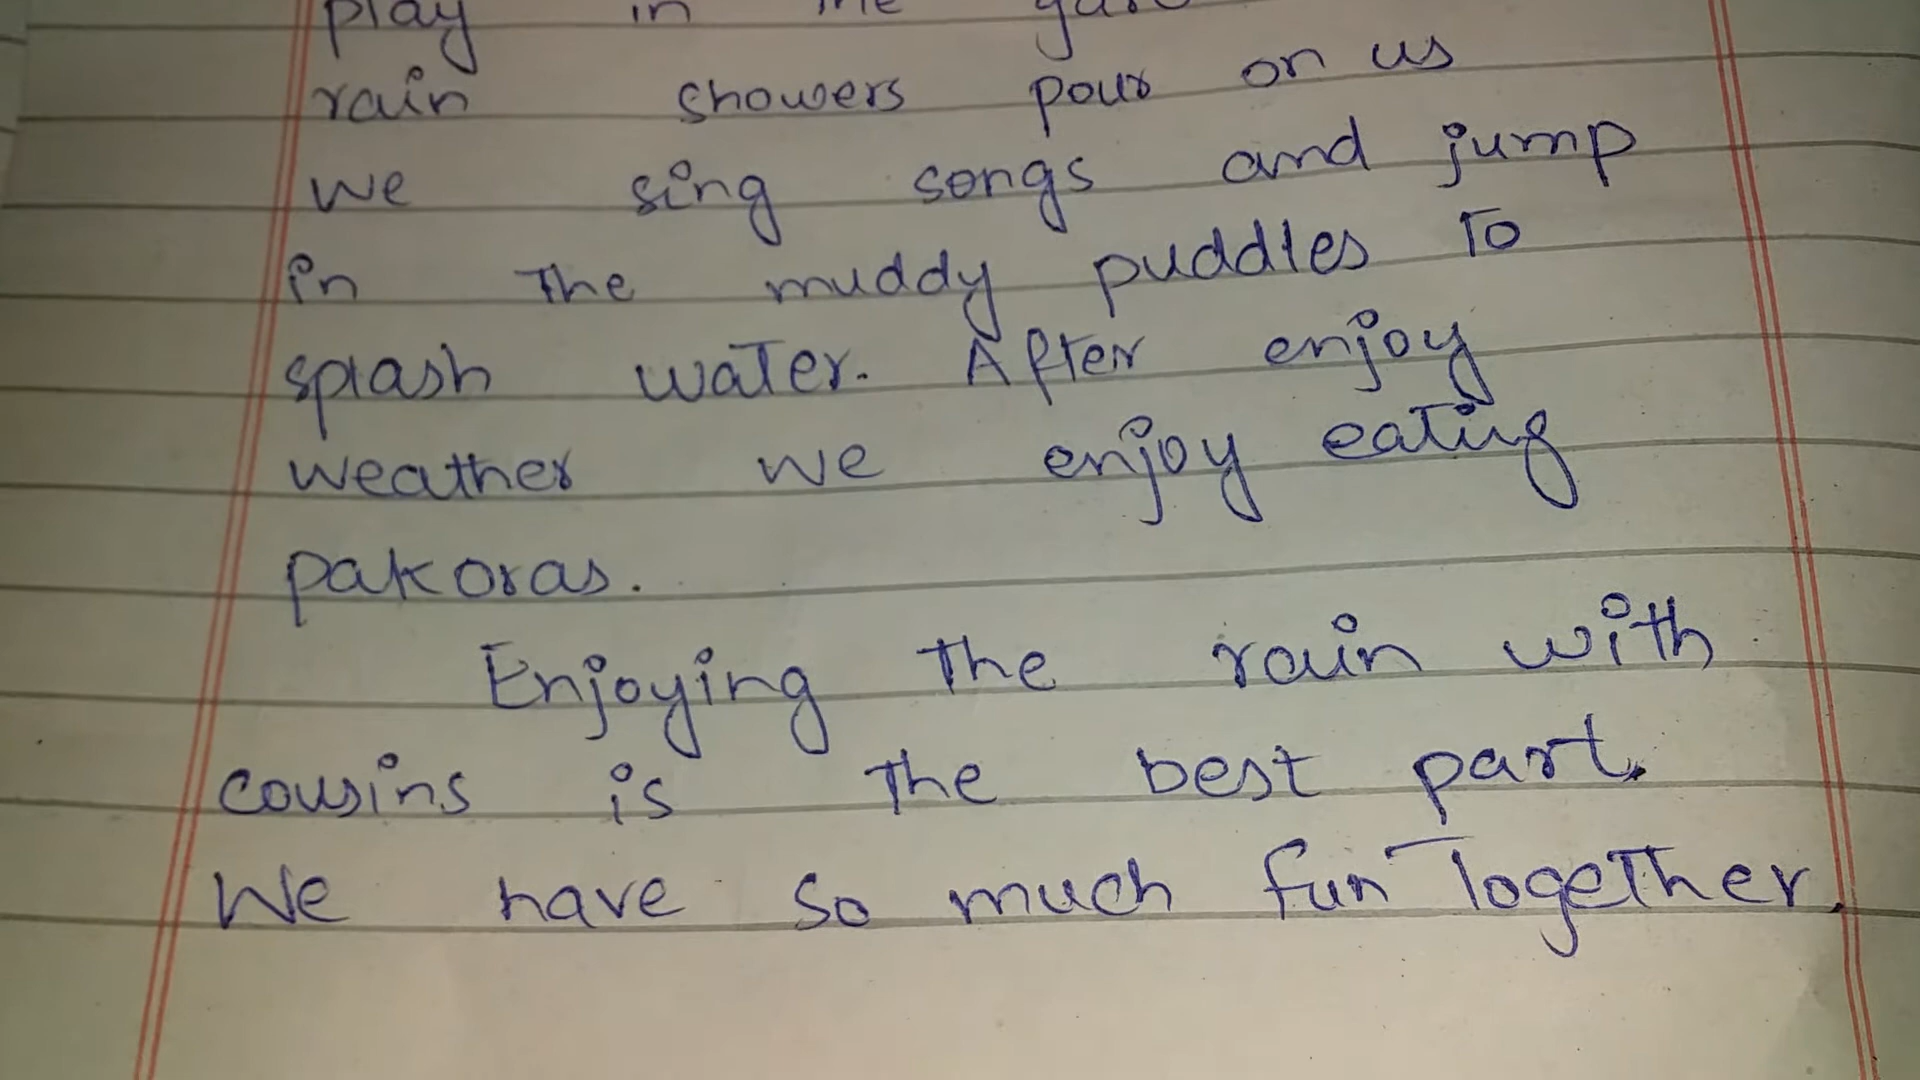 play in the
rain showers pour on us
we sing songs and jump
in the muddy puddles to
splash water. After enjoy
weather we enjoy eating
pakoras.
Enjoying the rain with
cousins is the best part.
We have so much fun together.